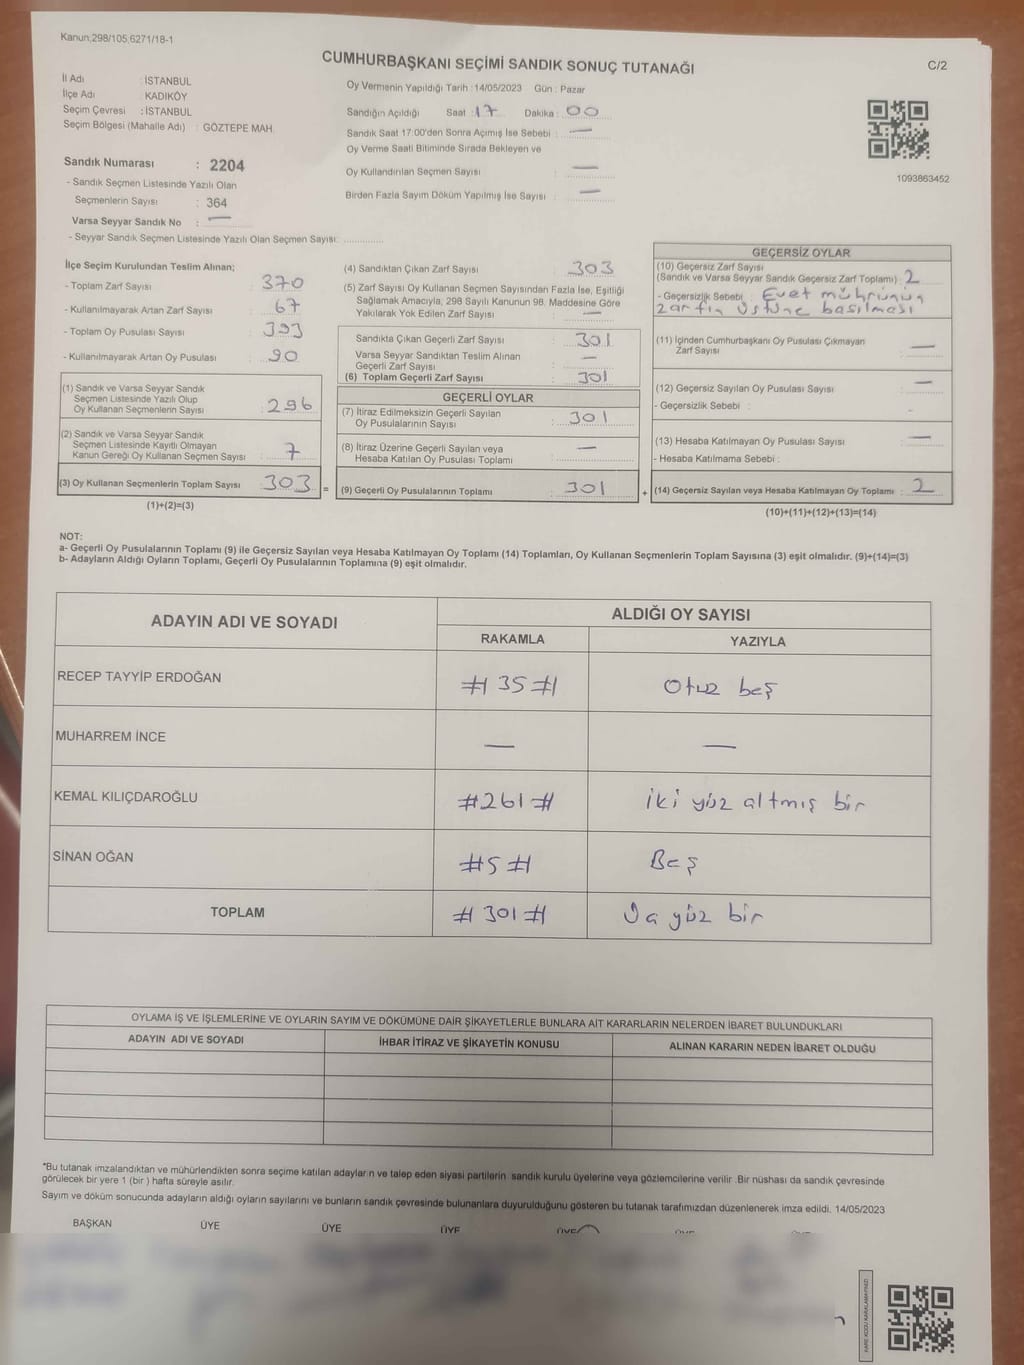 Kanun;298/105,6271/18-1
CUMHURBAŞKANI SEÇİMİ SANDIK SONUÇ TUTANAĞI
C/2
İl Adı : İSTANBUL
İlçe Adı : KADIKÖY
Seçim Çevresi : İSTANBUL
Seçim Bölgesi (Mahalle Adı) : GÖZTEPE MAH.
Oy Vermenin Yapıldığı Tarih : 14/05/2023 Gün : Pazar
Sandığın Açıldığı Saat : 17 Dakika : 00
Sandık Saat 17:00'den Sonra Açımış İse Sebebi : —
Oy Verme Saati Bitiminde Sırada Bekleyen ve
Oy Kullandırılan Seçmen Sayısı : —
Birden Fazla Sayım Döküm Yapılmış İse Sayısı : —
1093863452
Sandık Numarası : 2204
- Sandık Seçmen Listesinde Yazılı Olan
Seçmenlerin Sayısı : 364
Varsa Seyyar Sandık No : —
- Seyyar Sandık Seçmen Listesinde Yazılı Olan Seçmen Sayısı: ..............
İlçe Seçim Kurulundan Teslim Alınan;
- Toplam Zarf Sayısı : 370
- Kullanılmayarak Artan Zarf Sayısı : 67
- Toplam Oy Pusulası Sayısı : 393
- Kullanılmayarak Artan Oy Pusulası : 90
(1) Sandık ve Varsa Seyyar Sandık
Seçmen Listesinde Yazılı Olup
Oy Kullanan Seçmenlerin Sayısı : 296
(2) Sandık ve Varsa Seyyar Sandık
Seçmen Listesinde Kayıtlı Olmayan
Kanun Gereği Oy Kullanan Seçmen Sayısı : 7
(3) Oy Kullanan Seçmenlerin Toplam Sayısı : 303 =
(1)+(2)=(3)
(4) Sandıktan Çıkan Zarf Sayısı : 303
(5) Zarf Sayısı Oy Kullanan Seçmen Sayısından Fazla İse, Eşitliği
Sağlamak Amacıyla, 298 Sayılı Kanunun 98. Maddesine Göre
Yakılarak Yok Edilen Zarf Sayısı : —
Sandıkta Çıkan Geçerli Zarf Sayısı : 301
Varsa Seyyar Sandıktan Teslim Alınan
Geçerli Zarf Sayısı : —
(6) Toplam Geçerli Zarf Sayısı : 301
GEÇERLİ OYLAR
(7) İtiraz Edilmeksizin Geçerli Sayılan
Oy Pusulalarının Sayısı : 301
(8) İtiraz Üzerine Geçerli Sayılan veya
Hesaba Katılan Oy Pusulası Toplamı : —
(9) Geçerli Oy Pusulalarının Toplamı : 301 +
GEÇERSİZ OYLAR
(10) Geçersiz Zarf Sayısı
(Sandık ve Varsa Seyyar Sandık Geçersiz Zarf Toplamı) : 2
- Geçersizlik Sebebi : Evet mührünün
zarfın üstüne basılması
(11) İçinden Cumhurbaşkanı Oy Pusulası Çıkmayan
Zarf Sayısı : —
(12) Geçersiz Sayılan Oy Pusulası Sayısı : —
- Geçersizlik Sebebi :
(13) Hesaba Katılmayan Oy Pusulası Sayısı : —
- Hesaba Katılmama Sebebi :
(14) Geçersiz Sayılan veya Hesaba Katılmayan Oy Toplamı : 2
(10)+(11)+(12)+(13)=(14)
NOT:
a- Geçerli Oy Pusulalarının Toplamı (9) ile Geçersiz Sayılan veya Hesaba Katılmayan Oy Toplamı (14) Toplamları, Oy Kullanan Seçmenlerin Toplam Sayısına (3) eşit olmalıdır. (9)+(14)=(3)
b- Adayların Aldığı Oyların Toplamı, Geçerli Oy Pusulalarının Toplamına (9) eşit olmalıdır.
ADAYIN ADI VE SOYADI ALDIĞI OY SAYISI
RAKAMLA YAZIYLA
RECEP TAYYİP ERDOĞAN #35# Otuz beş
MUHARREM İNCE — —
KEMAL KILIÇDAROĞLU #261# iki yüz altmış bir
SİNAN OĞAN #5# Beş
TOPLAM #301# yüz bir
OYLAMA İŞ VE İŞLEMLERİNE VE OYLARIN SAYIM VE DÖKÜMÜNE DAİR ŞİKAYETLERLE BUNLARA AİT KARARLARIN NELERDEN İBARET BULUNDUKLARI
ADAYIN ADI VE SOYADI İHBAR İTİRAZ VE ŞİKAYETİN KONUSU ALINAN KARARIN NEDEN İBARET OLDUĞU
*Bu tutanak imzalandıktan ve mühürlendikten sonra seçime katılan adayların ve talep eden siyasi partilerin sandık kurulu üyelerine veya gözlemcilerine verilir .Bir nüshası da sandık çevresinde
görülecek bir yere 1 (bir ) hafta süreyle asılır.
Sayım ve döküm sonucunda adayların aldığı oyların sayılarını ve bunların sandık çevresinde bulunanlara duyurulduğunu gösteren bu tutanak tarafımızdan düzenlenerek imza edildi. 14/05/2023
BAŞKAN ÜYE ÜYE ÜYE ÜYE